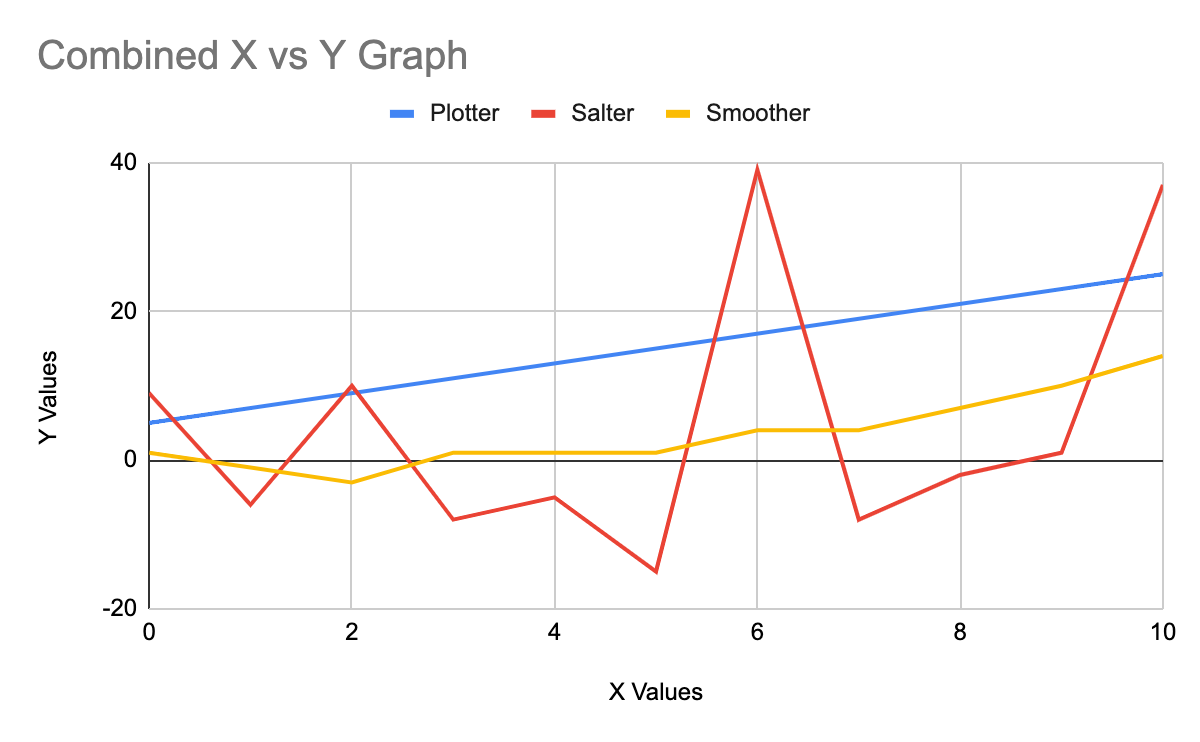 Combined X vs Y Graph
Plotter Salter Smoother
40
20
0
-20
Y Values
0 2 4 6 8 10
X Values